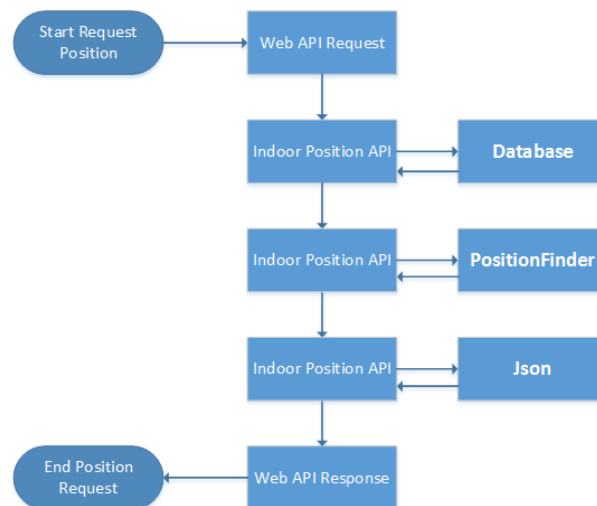 Start Request
Position
Web API Request
Indoor Position API
Database
Indoor Position API
PositionFinder
Indoor Position API
Json
End Position
Request
Web API Response